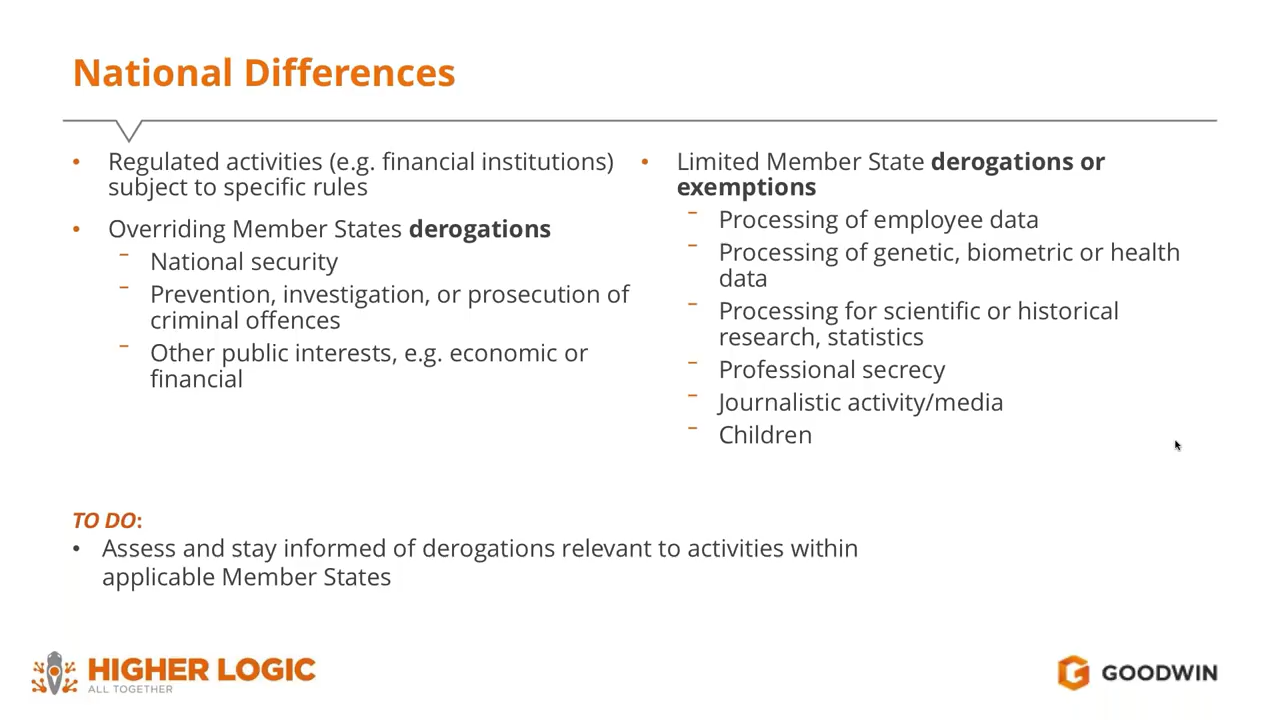 National Differences
• Regulated activities (e.g. financial institutions)
subject to specific rules
• Overriding Member States derogations
– National security
– Prevention, investigation, or prosecution of
criminal offences
– Other public interests, e.g. economic or
financial
• Limited Member State derogations or
exemptions
– Processing of employee data
– Processing of genetic, biometric or health
data
– Processing for scientific or historical
research, statistics
– Professional secrecy
– Journalistic activity/media
– Children
TO DO:
• Assess and stay informed of derogations relevant to activities within
applicable Member States
HIGHER LOGIC
ALL TOGETHER
GOODWIN